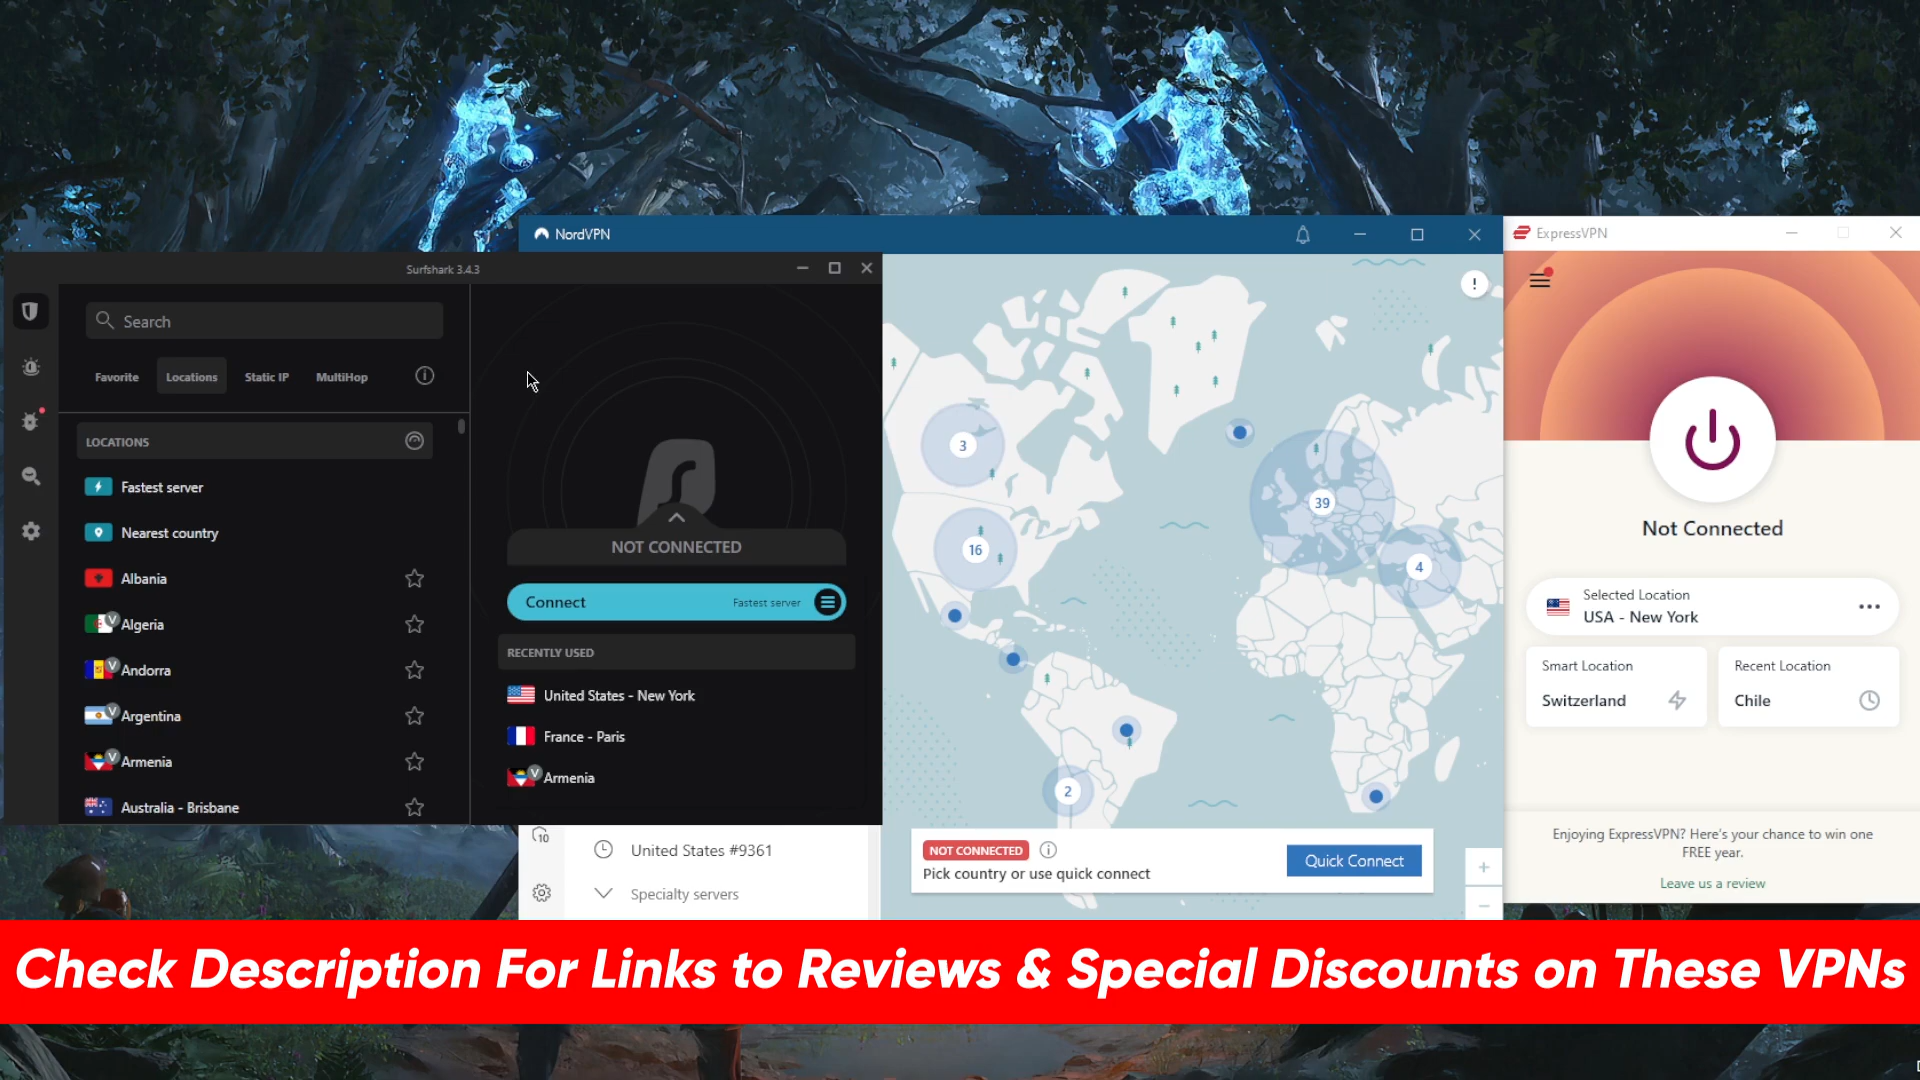 NordVPN
ExpressVPN
Surfshark 3.4.3
Search
Favorite
Locations
Static IP
MultiHop
LOCATIONS
Fastest server
Nearest country
Albania
Algeria
Andorra
Argentina
Armenia
Australia - Brisbane
NOT CONNECTED
Connect
Fastest server
RECENTLY USED
United States - New York
France - Paris
Armenia
10
United States #9361
Specialty servers
3
16
39
4
2
NOT CONNECTED
Pick country or use quick connect
Quick Connect
Not Connected
Selected Location
USA - New York
Smart Location
Switzerland
Recent Location
Chile
Enjoying ExpressVPN? Here's your chance to win one
FREE year.
Leave us a review
Check Description For Links to Reviews & Special Discounts on These VPNs